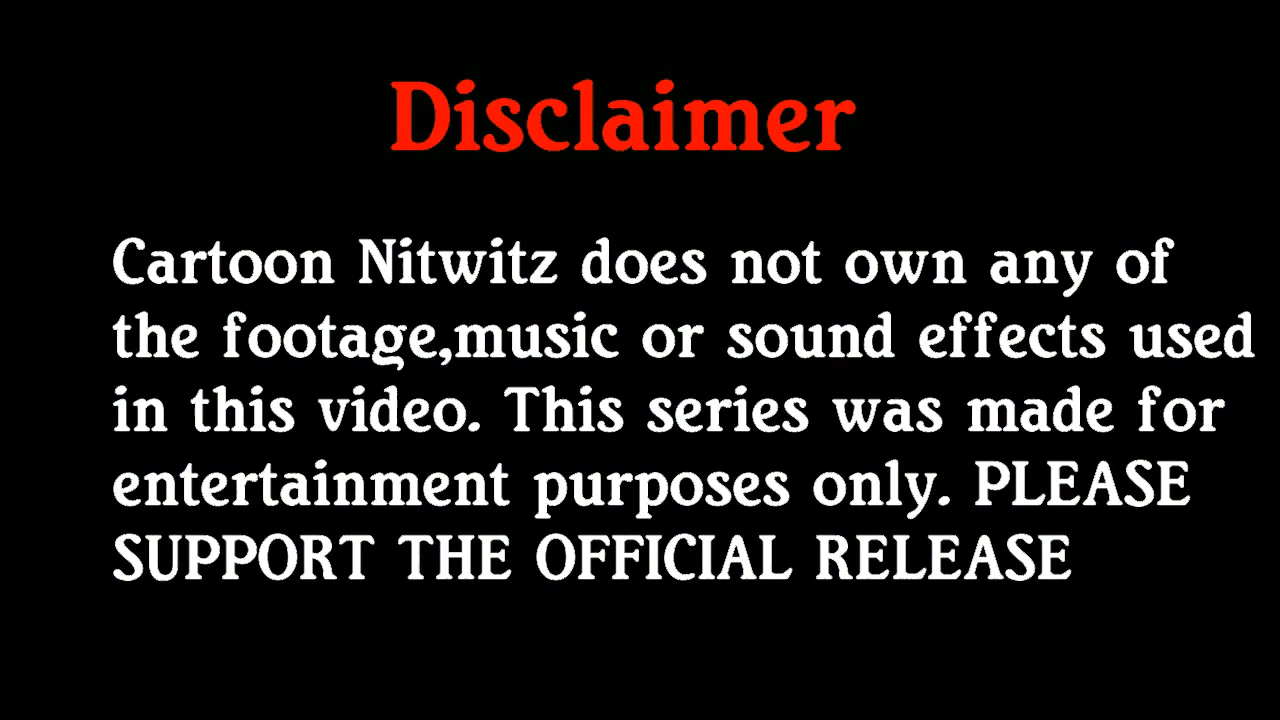 Disclaimer
Cartoon Nitwitz does not own any of
the footage,music or sound effects used
in this video. This series was made for
entertainment purposes only. PLEASE
SUPPORT THE OFFICIAL RELEASE